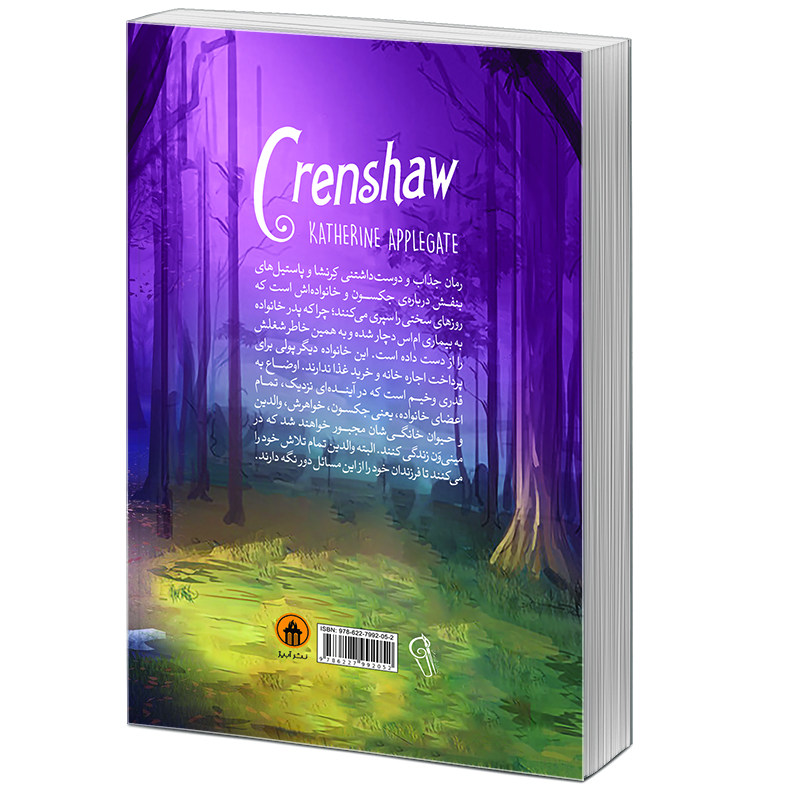 Crenshaw
KATHERINE APPLEGATE
رمان جذاب و دوست‌داشتنی کِرنشا و پاستیل‌های
بنفش درباره‌ی جکسون و خانواده‌اش است که
روزهای سختی را سپری می‌کنند؛ چرا که پدر خانواده
به بیماری ام‌اس دچار شده و به همین خاطر شغلش
را از دست داده است. این خانواده دیگر پولی برای
پرداخت اجاره خانه و خرید غذا ندارند. اوضاع به
قدری وخیم است که در آینده‌ای نزدیک، تمام
اعضای خانواده، یعنی جکسون، خواهرش، والدین
و حیوان خانگی‌شان مجبور خواهند شد که در
مینی‌وَن زندگی کنند. البته والدین تمام تلاش خود را
می‌کنند تا فرزندان خود را از این مسائل دور نگه دارند.
ISBN: 978-622-7992-05-2
9 786227 992052